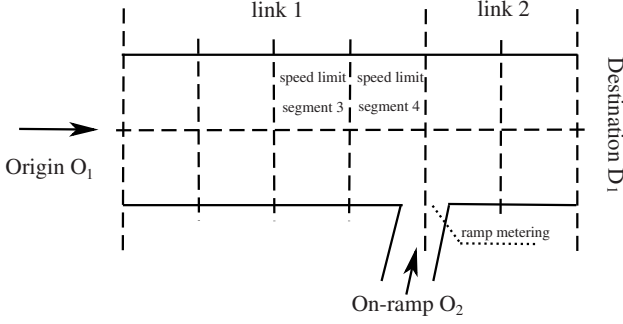 link 1
link 2
speed limit
segment 3
speed limit
segment 4
Origin O1
Destination D1
ramp metering
On-ramp O2